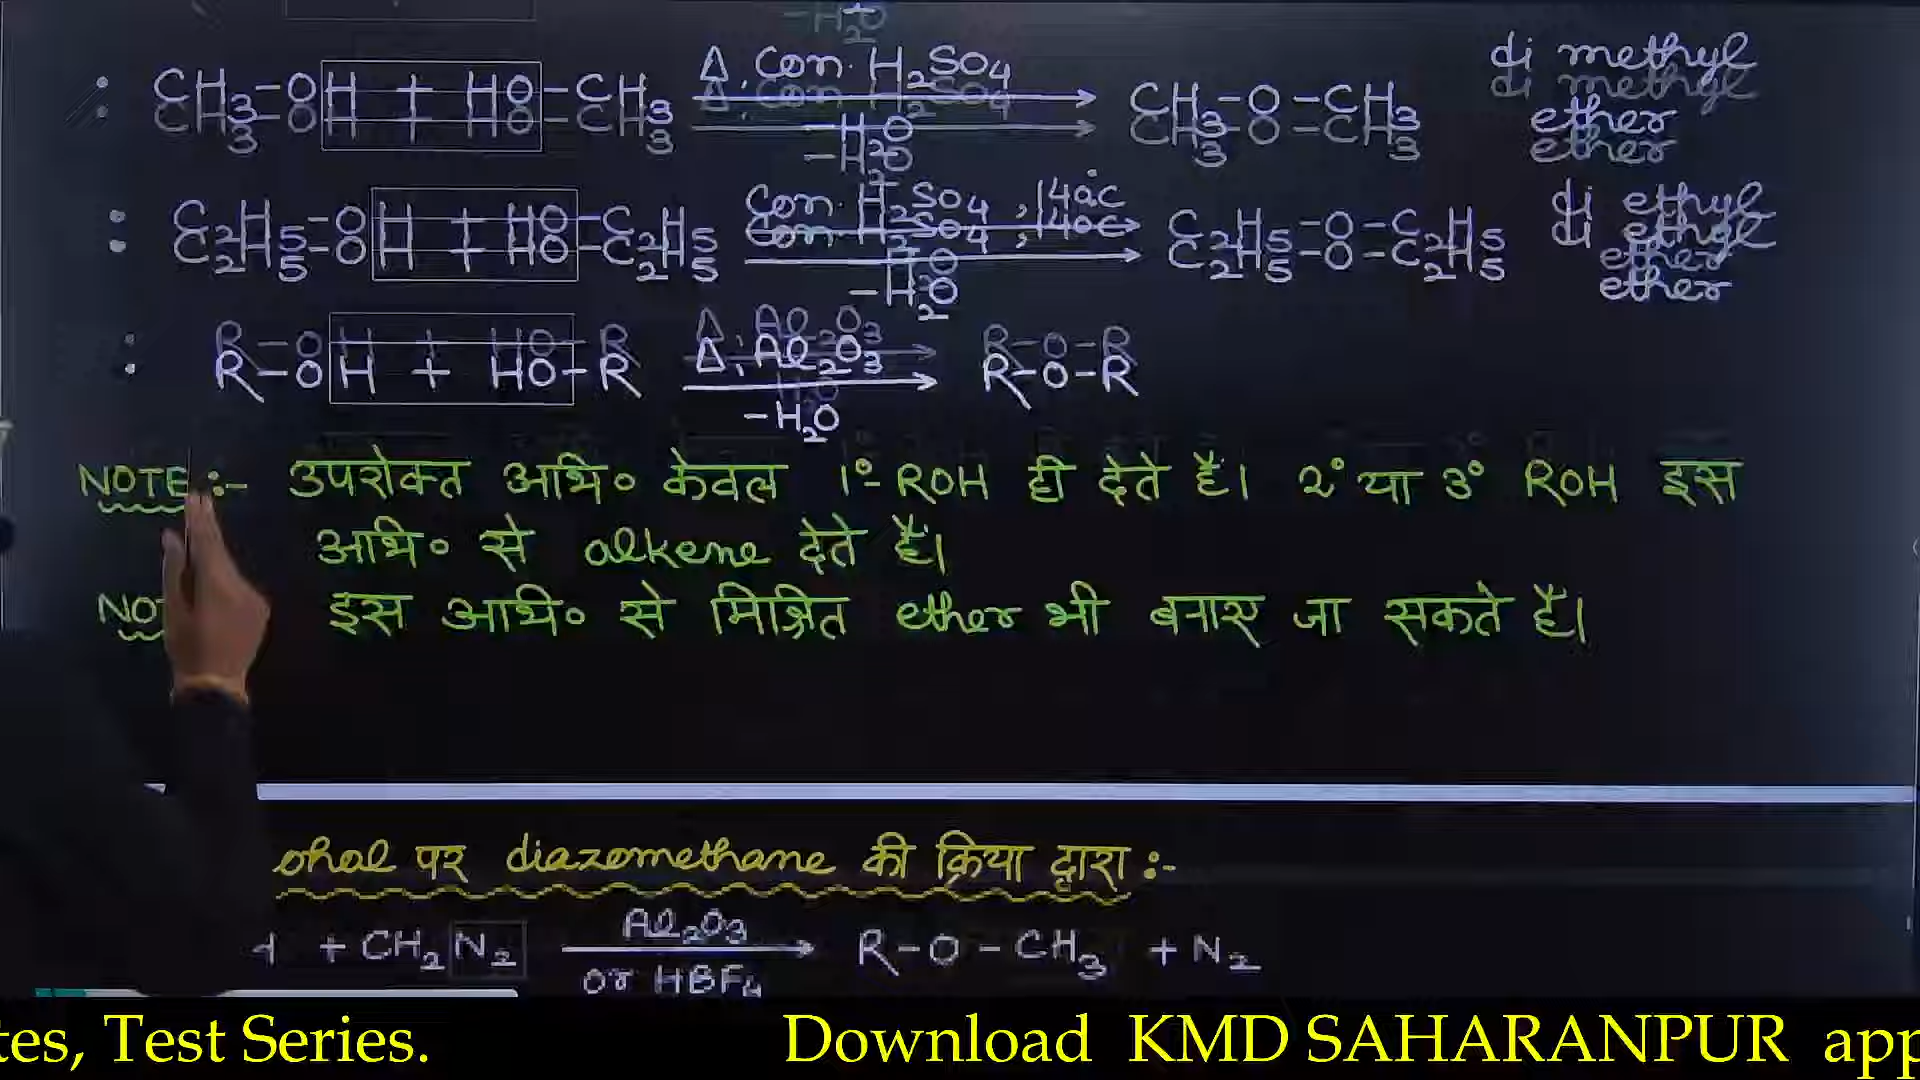 CH₃-OH + HO-CH₃ Δ, Con. H₂SO₄ -H₂O CH₃-O-CH₃ di methyl ether
C₂H₅-OH + HO-C₂H₅ Con. H₂SO₄, 140°C -H₂O C₂H₅-O-C₂H₅ di ethyl ether
R-OH + HO-R Δ, Al₂O₃ -H₂O R-O-R
NOTE:- उपरोक्त अभि० केवल 1° ROH ही देते है। 2° या 3° ROH इस
अभि० से alkene देते है।
NOT इस अभि० से मिश्रित ether भी बनाए जा सकते है।
ohol पर diazomethane की क्रिया द्वारा :-
+ CH₂N₂ Al₂O₃ or HBF₄ R-O-CH₃ + N₂
tes, Test Series. Download KMD SAHARANPUR app